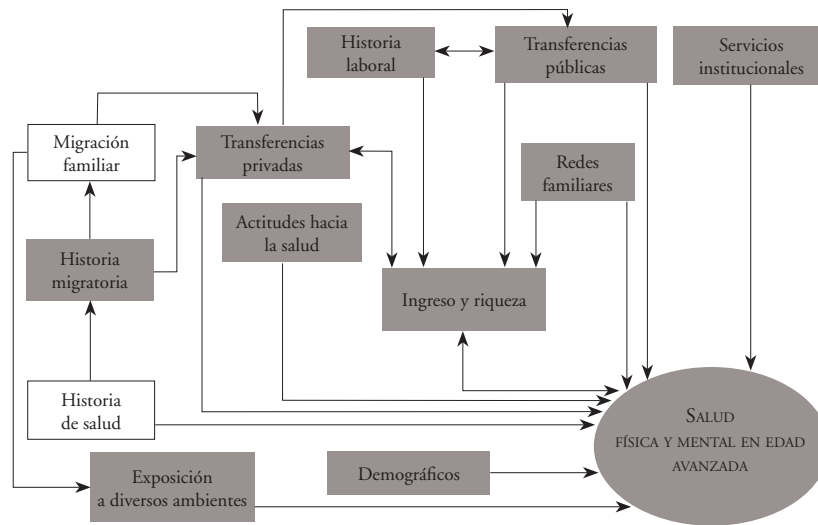 Historia
laboral
Transferencias
públicas
Servicios
institucionales
Migración
familiar
Transferencias
privadas
Redes
familiares
Actitudes hacia
la salud
Historia
migratoria
Ingreso y riqueza
Historia
de salud
Salud
física y mental en edad
avanzada
Exposición
a diversos ambientes
Demográficos